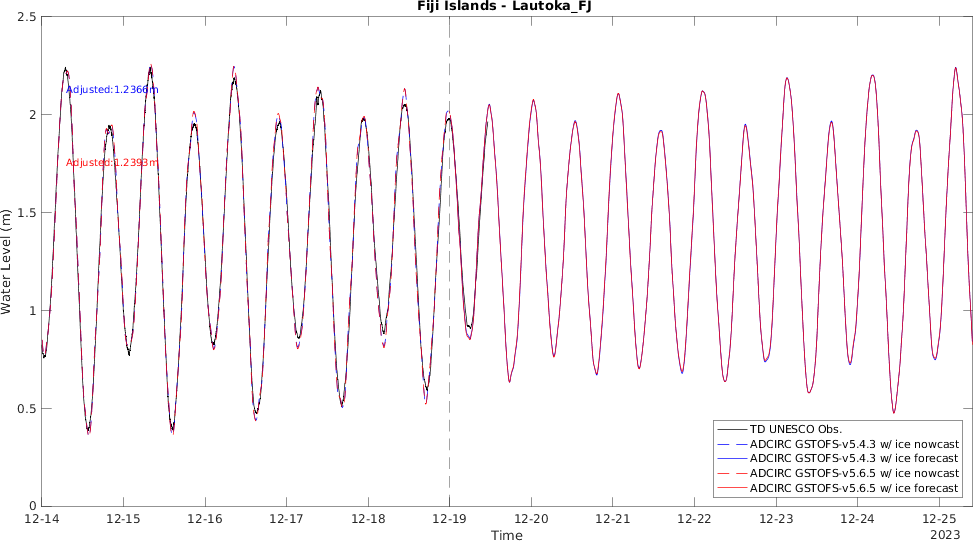 Fiji Islands - Lautoka_FJ
2.5
Adjusted:1.2366m
2
Adjusted:1.2393m
1.5
Water Level (m)
1
0.5
TD UNESCO Obs.
ADCIRC GSTOFS-v5.4.3 w/ ice nowcast
ADCIRC GSTOFS-v5.4.3 w/ ice forecast
ADCIRC GSTOFS-v5.6.5 w/ ice nowcast
ADCIRC GSTOFS-v5.6.5 w/ ice forecast
0
12-14 12-15 12-16 12-17 12-18 12-19 12-20 12-21 12-22 12-23 12-24 12-25
Time
2023